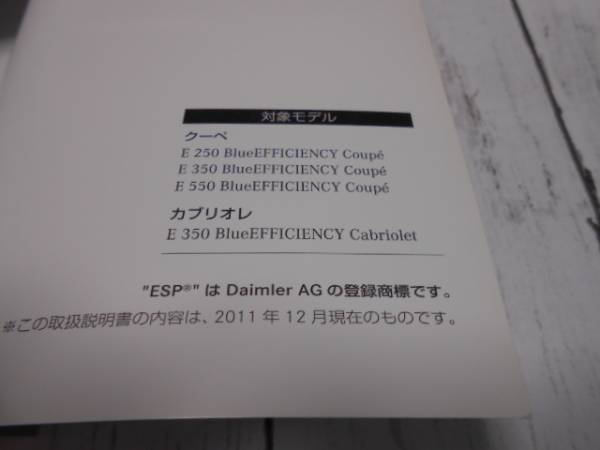 対象モデル
クーペ
E 250 BlueEFFICIENCY Coupé
E 350 BlueEFFICIENCY Coupé
E 550 BlueEFFICIENCY Coupé
カブリオレ
E 350 BlueEFFICIENCY Cabriolet
"ESP®" は Daimler AG の登録商標です。
※この取扱説明書の内容は、2011 年 12 月現在のものです。